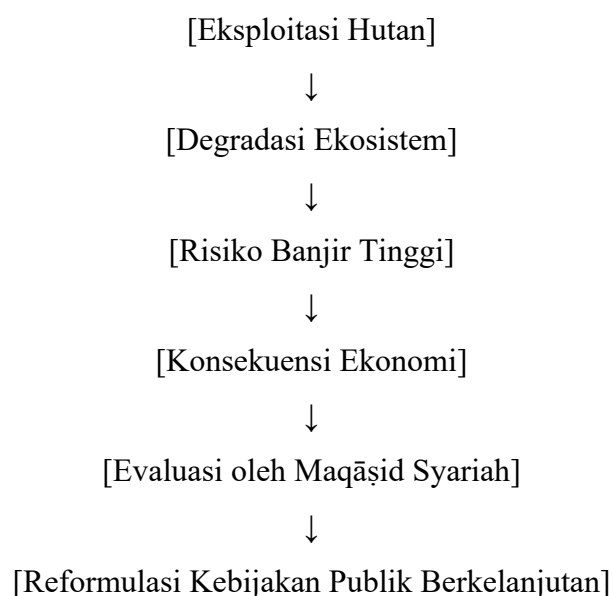 [Eksploitasi Hutan]
↓
[Degradasi Ekosistem]
↓
[Risiko Banjir Tinggi]
↓
[Konsekuensi Ekonomi]
↓
[Evaluasi oleh Maqāṣid Syariah]
↓
[Reformulasi Kebijakan Publik Berkelanjutan]